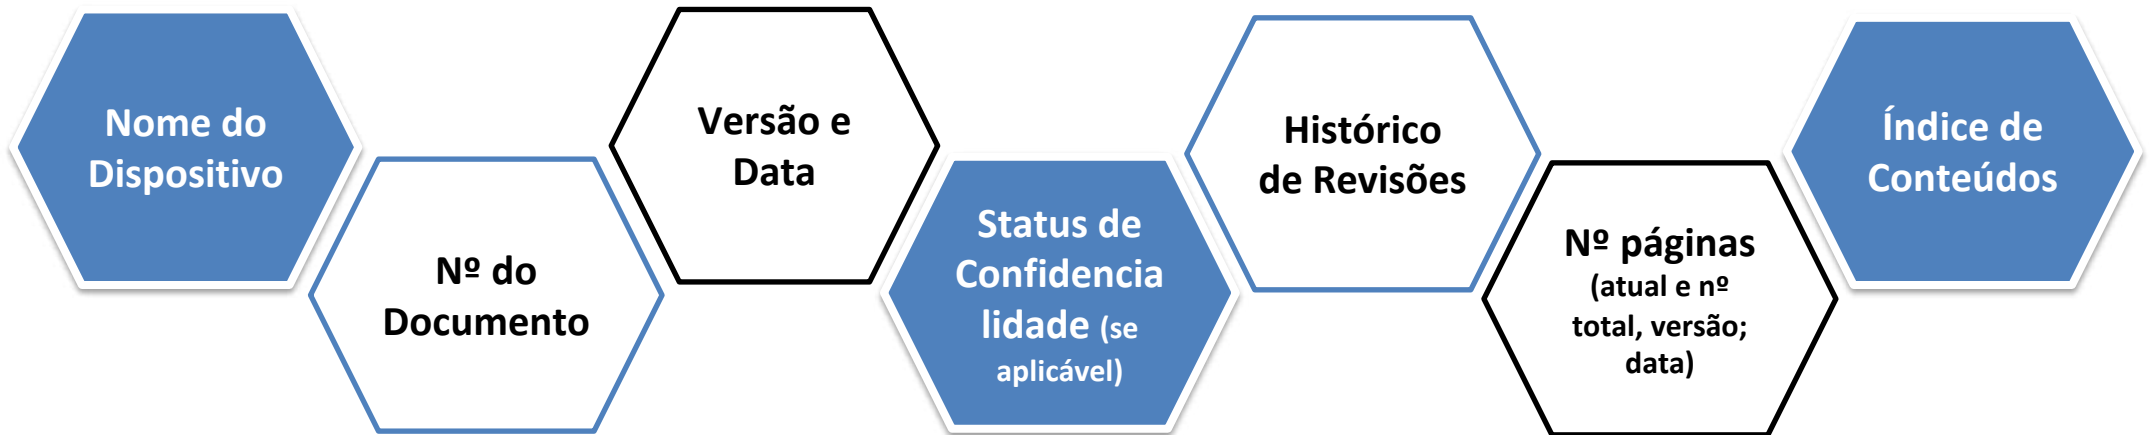 Nome do
Dispositivo
Nº do
Documento
Versão e
Data
Status de
Confidencia
lidade (se
aplicável)
Histórico
de Revisões
Nº páginas
(atual e nº
total, versão;
data)
Índice de
Conteúdos